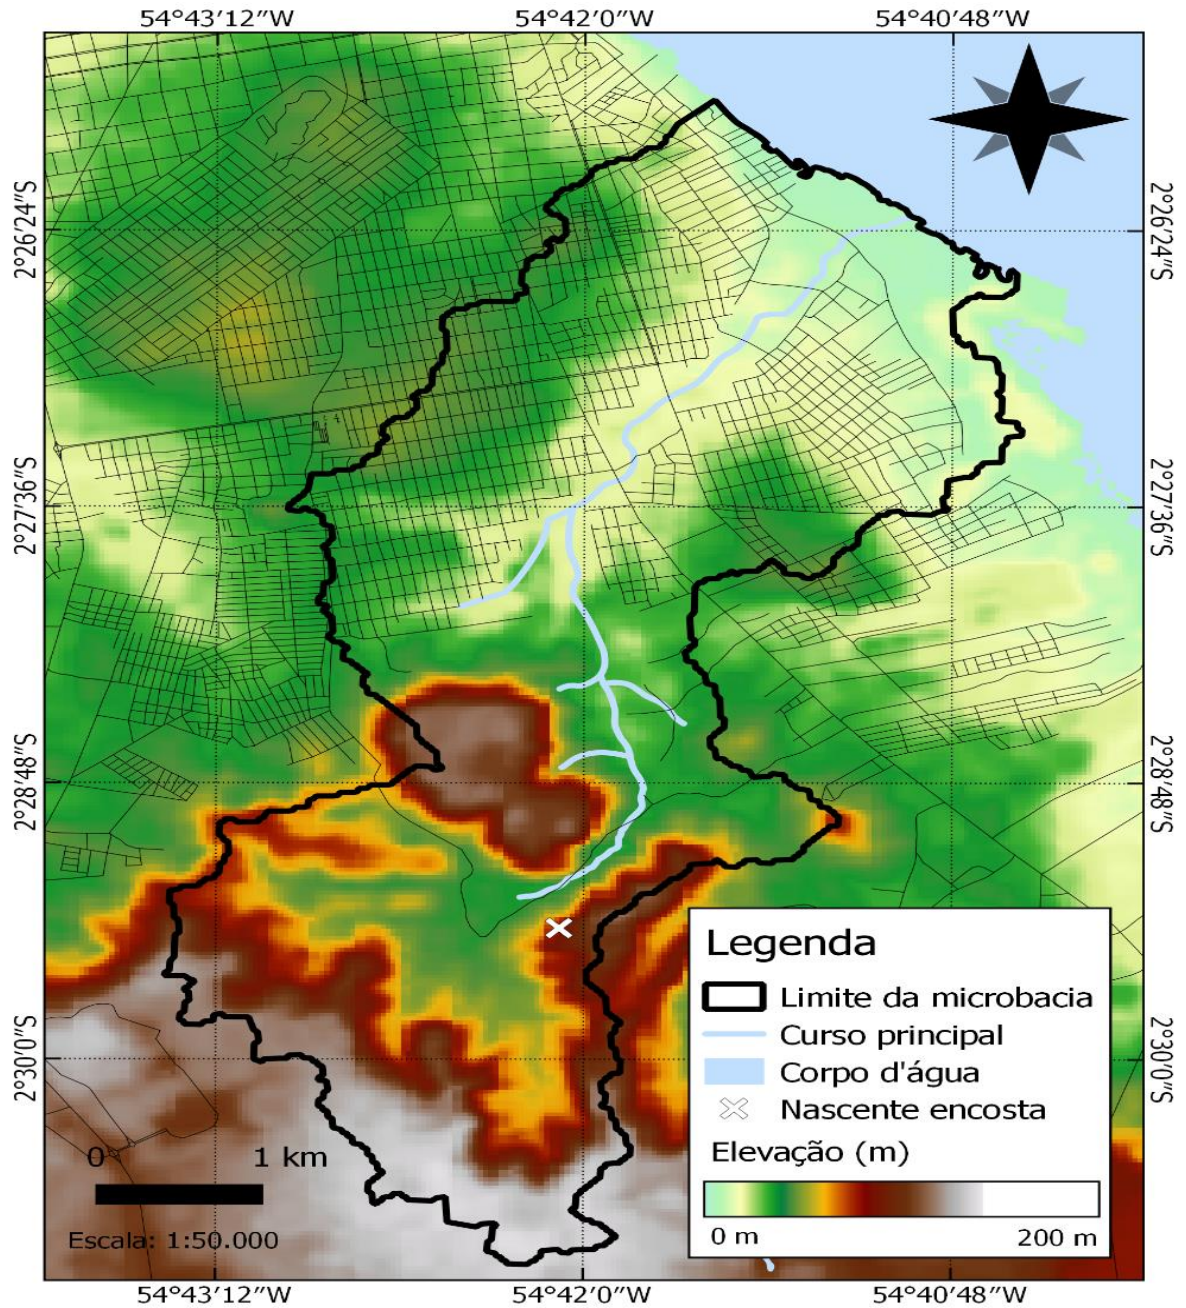 54°43′12″W 54°42′0″W 54°40′48″W
2°26′24″S 2°26′24″S
2°27′36″S 2°27′36″S
2°28′48″S 2°28′48″S
2°30′0″S 2°30′0″S
Legenda
Limite da microbacia
Curso principal
Corpo d'água
Nascente encosta
Elevação (m)
0 m 200 m
0 1 km
Escala: 1:50.000
54°43′12″W 54°42′0″W 54°40′48″W